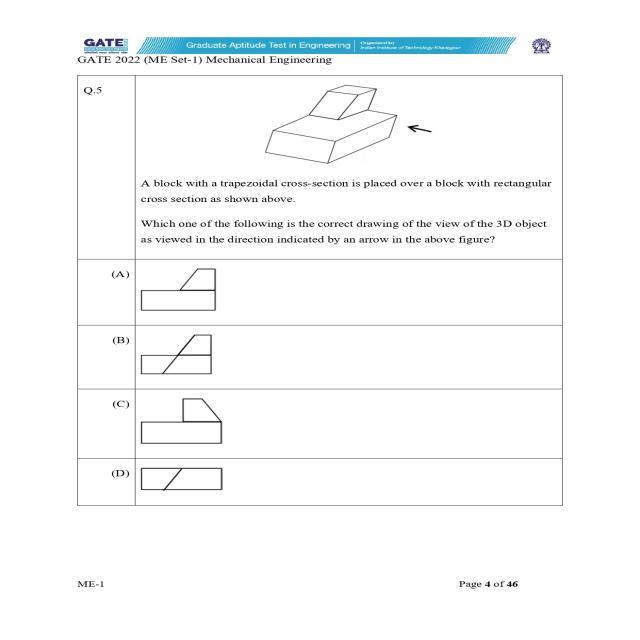 GATE
Graduate Aptitude Test in Engineering
Organised by
Indian Institute of Technology Kharagpur
GATE 2022 (ME Set-1) Mechanical Engineering
Q.5
A block with a trapezoidal cross-section is placed over a block with rectangular
cross section as shown above.
Which one of the following is the correct drawing of the view of the 3D object
as viewed in the direction indicated by an arrow in the above figure?
(A)
(B)
(C)
(D)
ME-1
Page 4 of 46